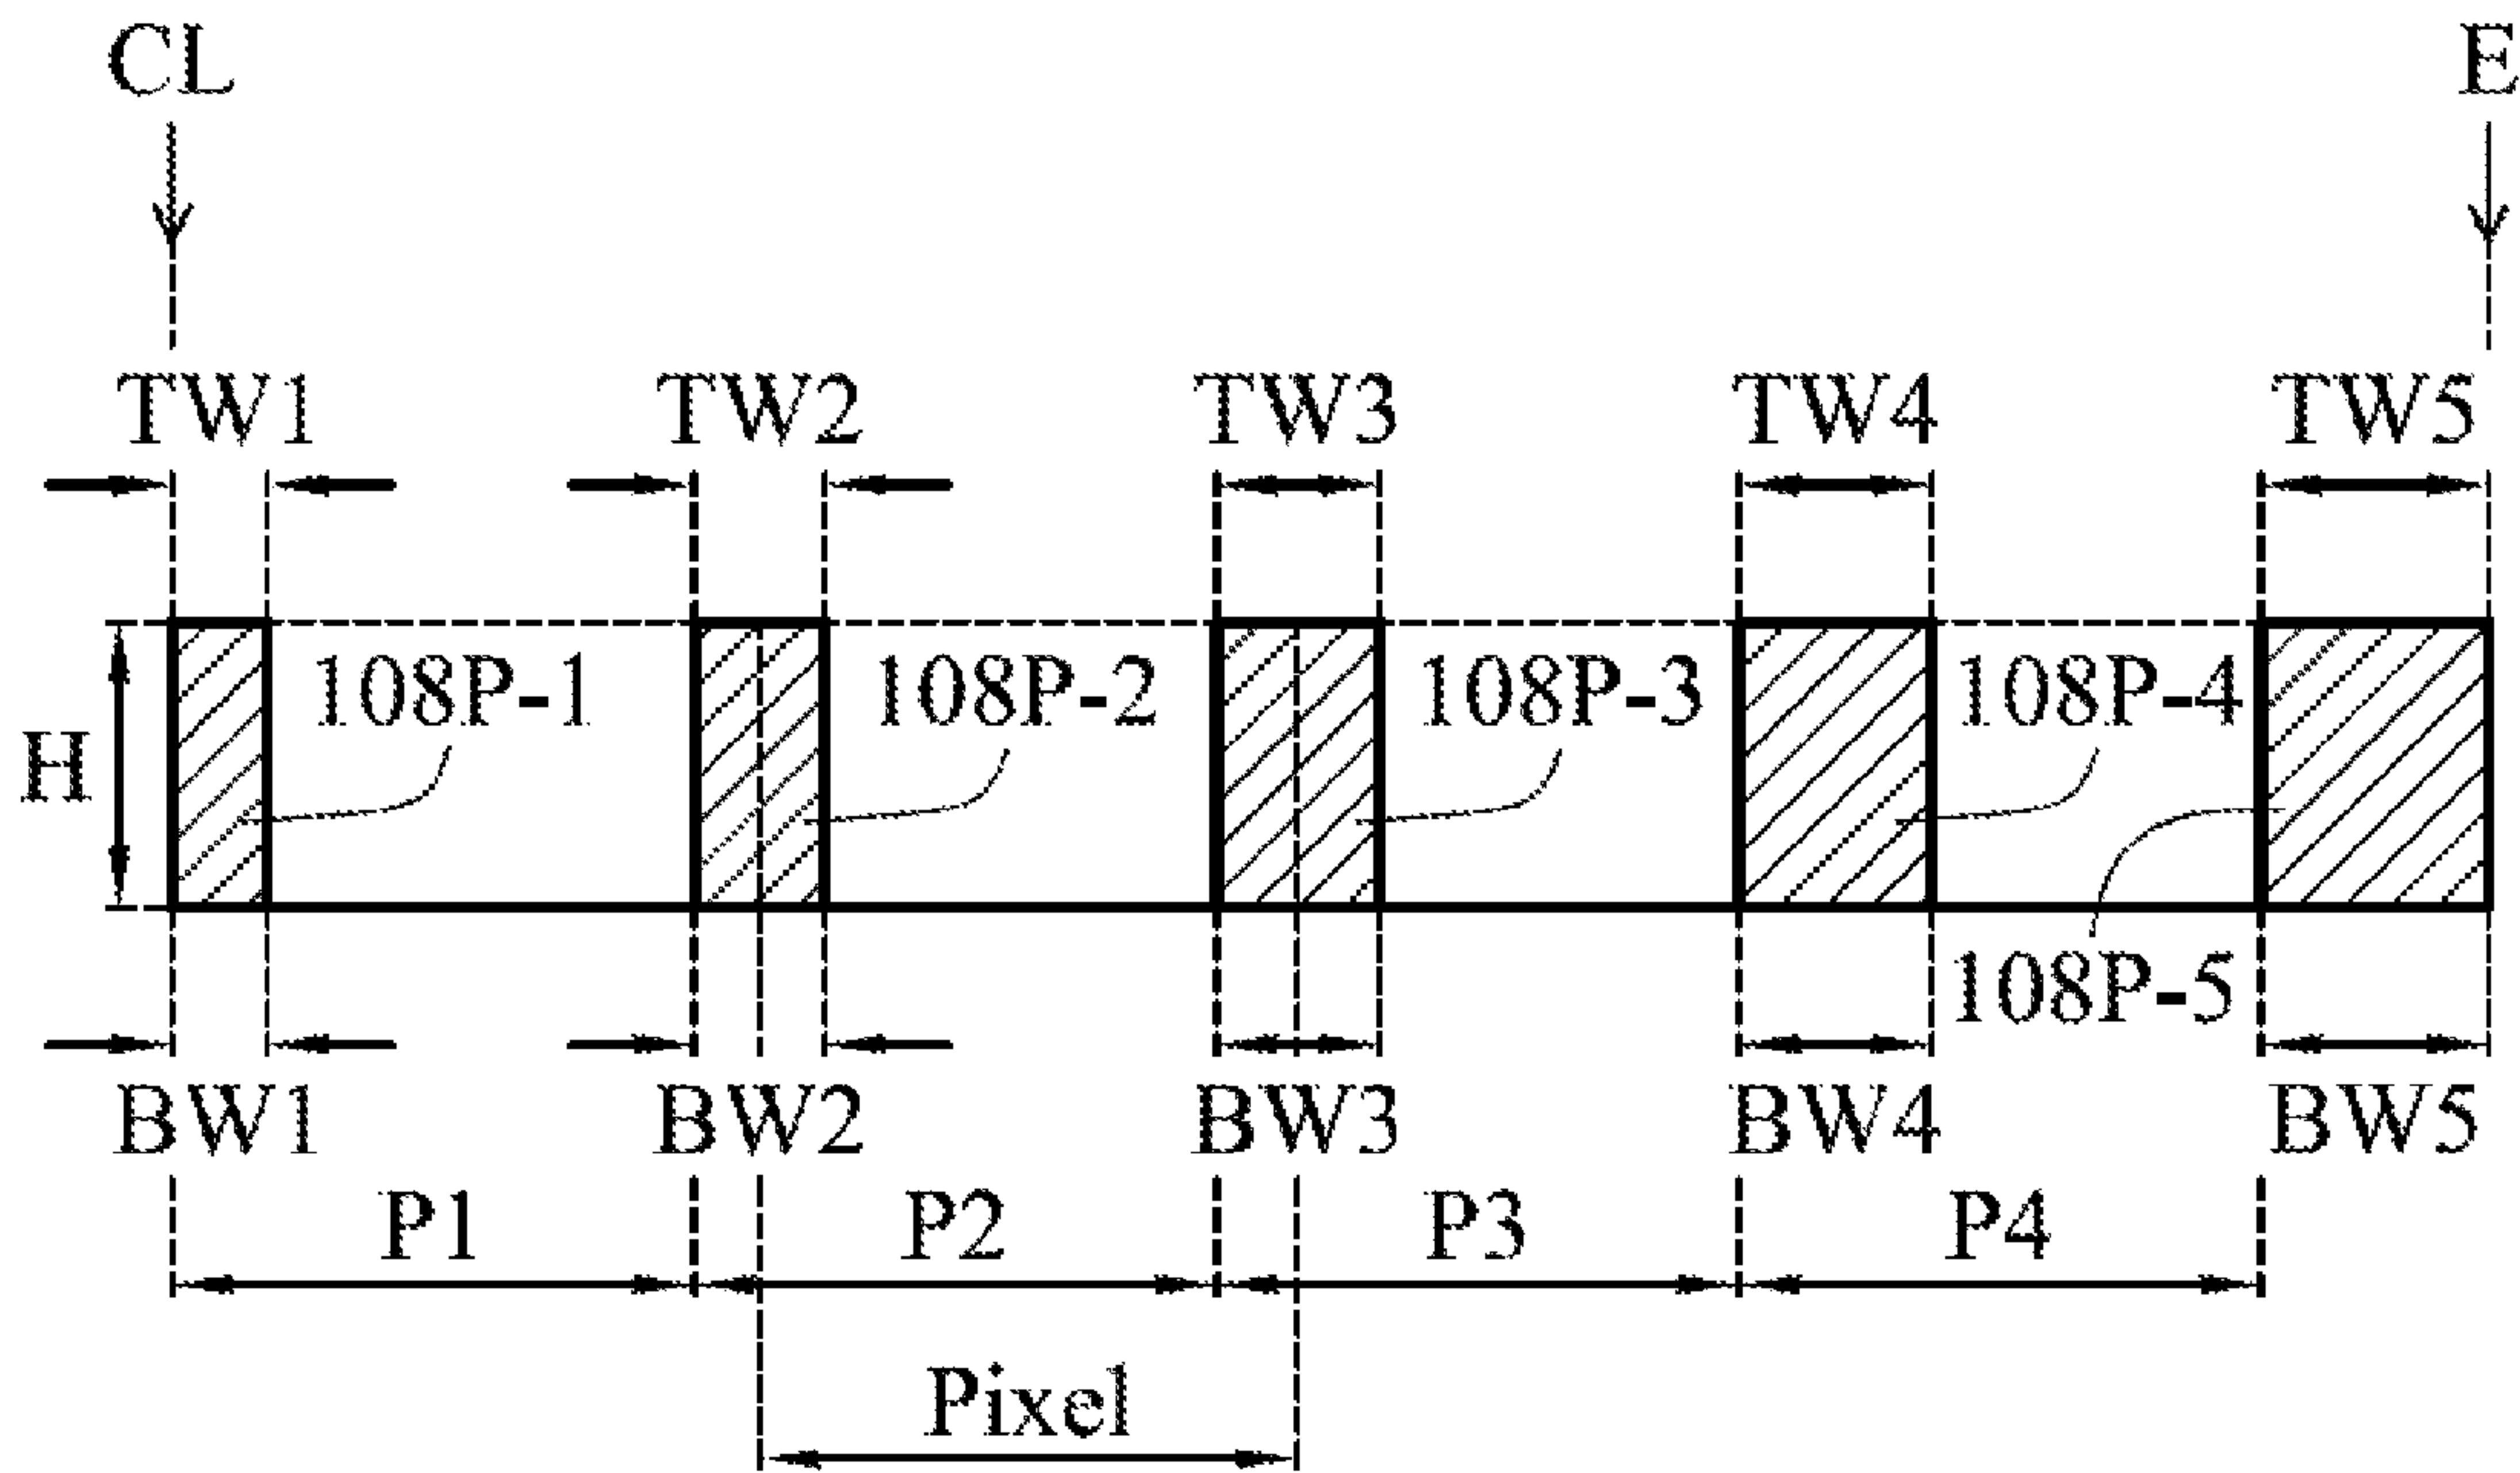 CL E
TW1 TW2 TW3 TW4 TW5
108P-1 108P-2 108P-3 108P-4
H
108P-5
BW1 BW2 BW3 BW4 BW5
P1 P2 P3 P4
Pixel